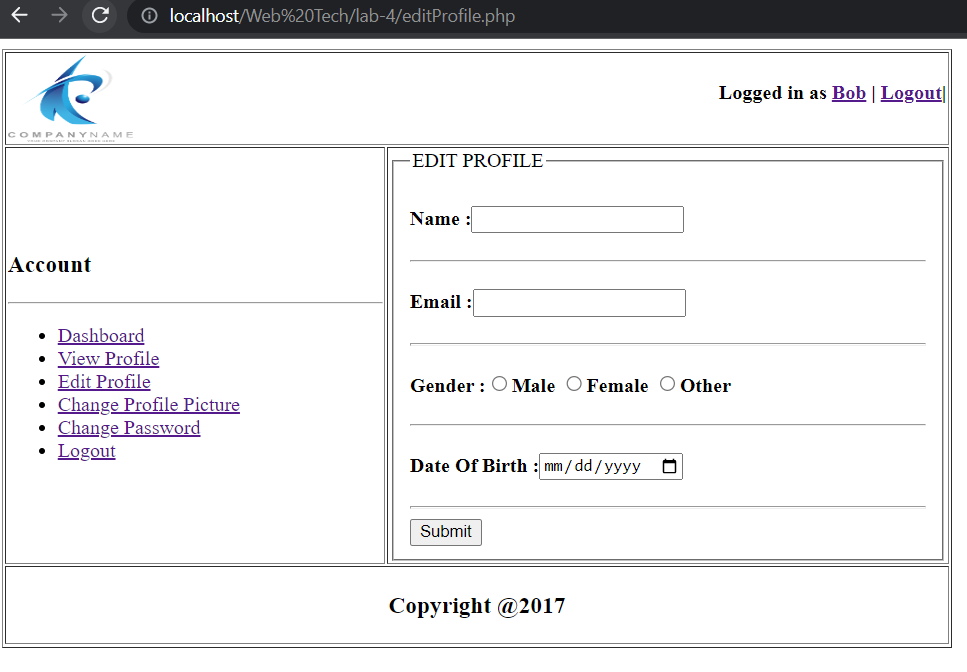 localhost/Web%20Tech/lab-4/editProfile.php
COMPANYNAME
Logged in as Bob | Logout|
Account
Dashboard
View Profile
Edit Profile
Change Profile Picture
Change Password
Logout
EDIT PROFILE
Name :
Email :
Gender : Male Female Other
Date Of Birth : mm/dd/yyyy
Submit
Copyright @2017